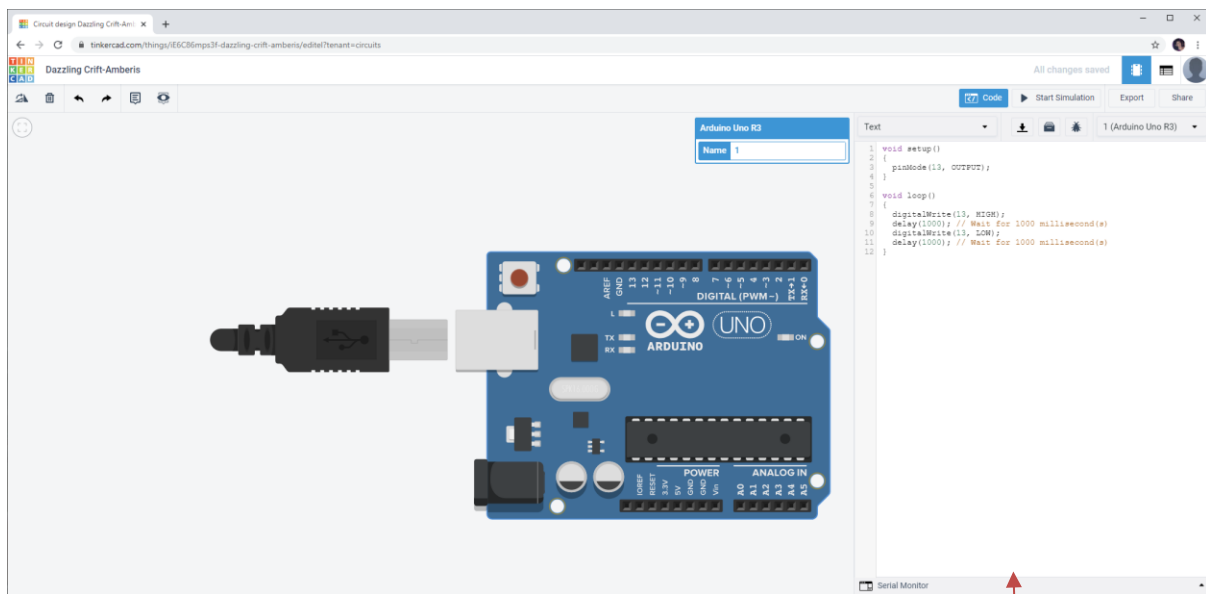 Circuit design Dazzling Crift-Am
tinkercad.com/things/iE6C86mps3f-dazzling-crift-amberis/editel?tenant=circuits
TIN
KER
CAD
Dazzling Crift-Amberis
All changes saved
Code
Start Simulation
Export
Share
Arduino Uno R3
Name 1
Text
1 (Arduino Uno R3)
1 void setup()
2 {
3 pinMode(13, OUTPUT);
4 }
5
6 void loop()
7 {
8 digitalWrite(13, HIGH);
9 delay(1000); // Wait for 1000 millisecond(s)
10 digitalWrite(13, LOW);
11 delay(1000); // Wait for 1000 millisecond(s)
12 }
AREF
GND
13
12
~11
~10
~9
8
7
~6
~5
4
~3
2
TX→1
RX←0
DIGITAL (PWM~)
L
TX
RX
UNO
ON
ARDUINO
POWER
ANALOG IN
IOREF
RESET
3.3V
5V
GND
GND
Vin
A0
A1
A2
A3
A4
A5
Serial Monitor